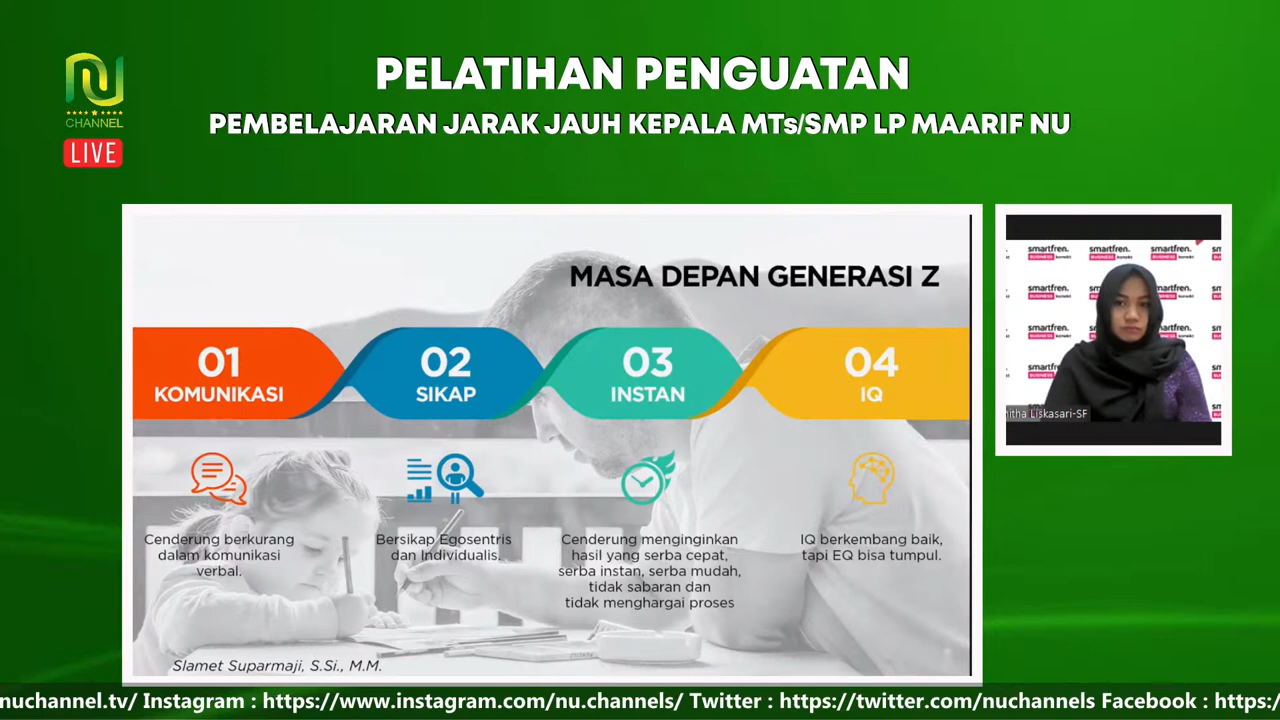 PELATIHAN PENGUATAN
PEMBELAJARAN JARAK JAUH KEPALA MTs/SMP LP MAARIF NU
NU
CHANNEL
LIVE
MASA DEPAN GENERASI Z
01
KOMUNIKASI
02
SIKAP
03
INSTAN
04
IQ
Cenderung berkurang
dalam komunikasi
verbal.
Bersikap Egosentris
dan Individualis.
Cenderung menginginkan
hasil yang serba cepat,
serba instan, serba mudah,
tidak sabaran dan
tidak menghargai proses
IQ berkembang baik,
tapi EQ bisa tumpul.
Slamet Suparmaji, S.Si., M.M.
smartfren. smartfren. smartfren.
BUSINESS BUSINESS BUSINESS
smartfren.
smartfren.
smartfren.
Liskasari-SF
nuchannel.tv/ Instagram : https://www.instagram.com/nu.channels/ Twitter : https://twitter.com/nuchannels Facebook : https:/